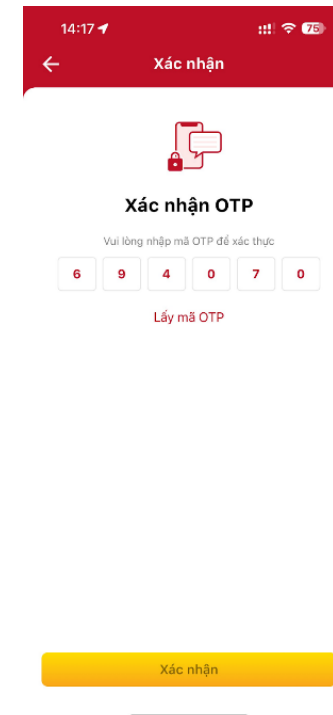 14:17
75
Xác nhận
Xác nhận OTP
Vui lòng nhập mã OTP để xác thực
6 9 4 0 7 0
Lấy mã OTP
Xác nhận